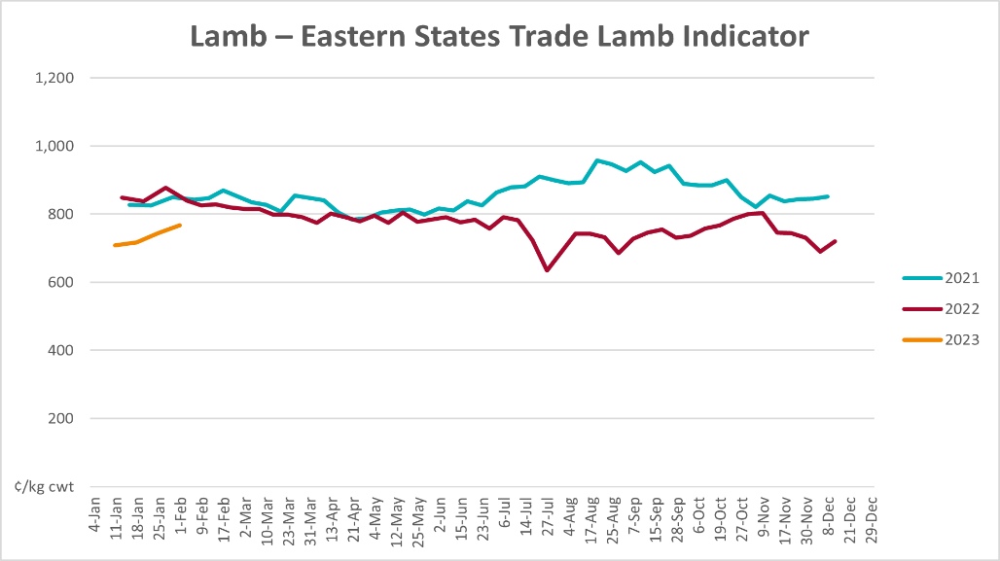 Lamb – Eastern States Trade Lamb Indicator
1,200
1,000
800
600
400
200
¢/kg cwt
4-Jan
11-Jan
18-Jan
25-Jan
1-Feb
9-Feb
17-Feb
2-Mar
10-Mar
23-Mar
31-Mar
13-Apr
21-Apr
4-May
12-May
25-May
2-Jun
15-Jun
23-Jun
6-Jul
14-Jul
27-Jul
4-Aug
17-Aug
25-Aug
7-Sep
15-Sep
28-Sep
6-Oct
19-Oct
27-Oct
9-Nov
17-Nov
30-Nov
8-Dec
21-Dec
29-Dec
2021
2022
2023